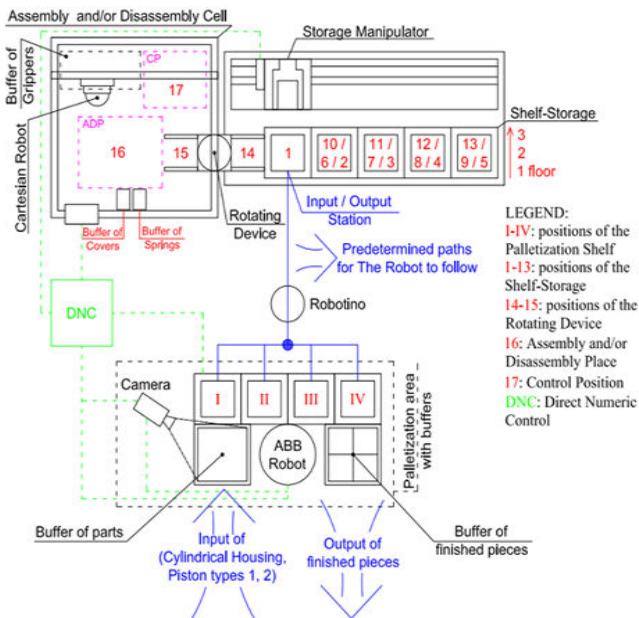 Assembly and/or Disassembly Cell
Storage Manipulator
Buffer of
Grippers
CP
17
Cartesian Robot
ADP
16
15
14
1
10 /
6 / 2
11 /
7 / 3
12 /
8 / 4
13 /
9 / 5
Shelf-Storage
3
2
1 floor
Input / Output
Station
Rotating
Device
Buffer of
Covers
Buffer of
Springs
Predetermined paths
for The Robot to follow
LEGEND:
I-IV: positions of the
Palletization Shelf
1-13: positions of the
Shelf-Storage
14-15: positions of the
Rotating Device
16: Assembly and/or
Disassembly Place
17: Control Position
DNC: Direct Numeric
Control
DNC
Robotino
Camera
I
II
III
IV
ABB
Robot
Palletization area
with buffers
Buffer of parts
Input of
(Cylindrical Housing,
Piston types 1, 2)
Output of
finished pieces
Buffer of
finished pieces